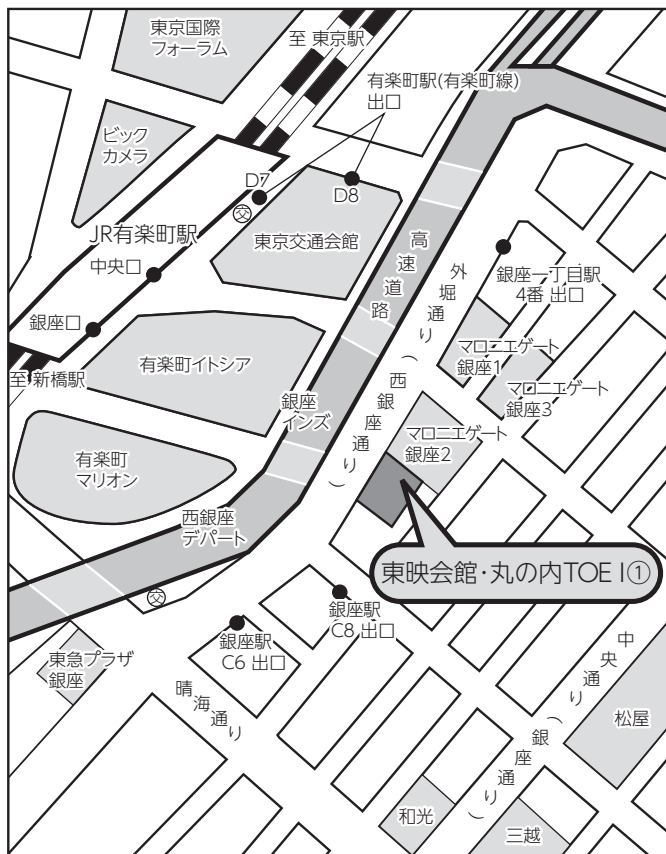 東京国際
フォーラム
至 東京駅
有楽町駅(有楽町線)
出口
ビック
カメラ
D7
D8
交
JR有楽町駅
東京交通会館
中央口
高速道路
外堀通り(西銀座通り)
銀座一丁目駅
4番 出口
銀座口
マロニエゲート
銀座1
有楽町イトシア
至 新橋駅
マロニエゲート
銀座3
銀座
インズ
マロニエゲート
銀座2
有楽町
マリオン
西銀座
デパート
東映会館・丸の内TOEI①
交
銀座駅
C8 出口
銀座駅
C6 出口
東急プラザ
銀座
晴海通り
中央通り(銀座通り)
松屋
和光
三越